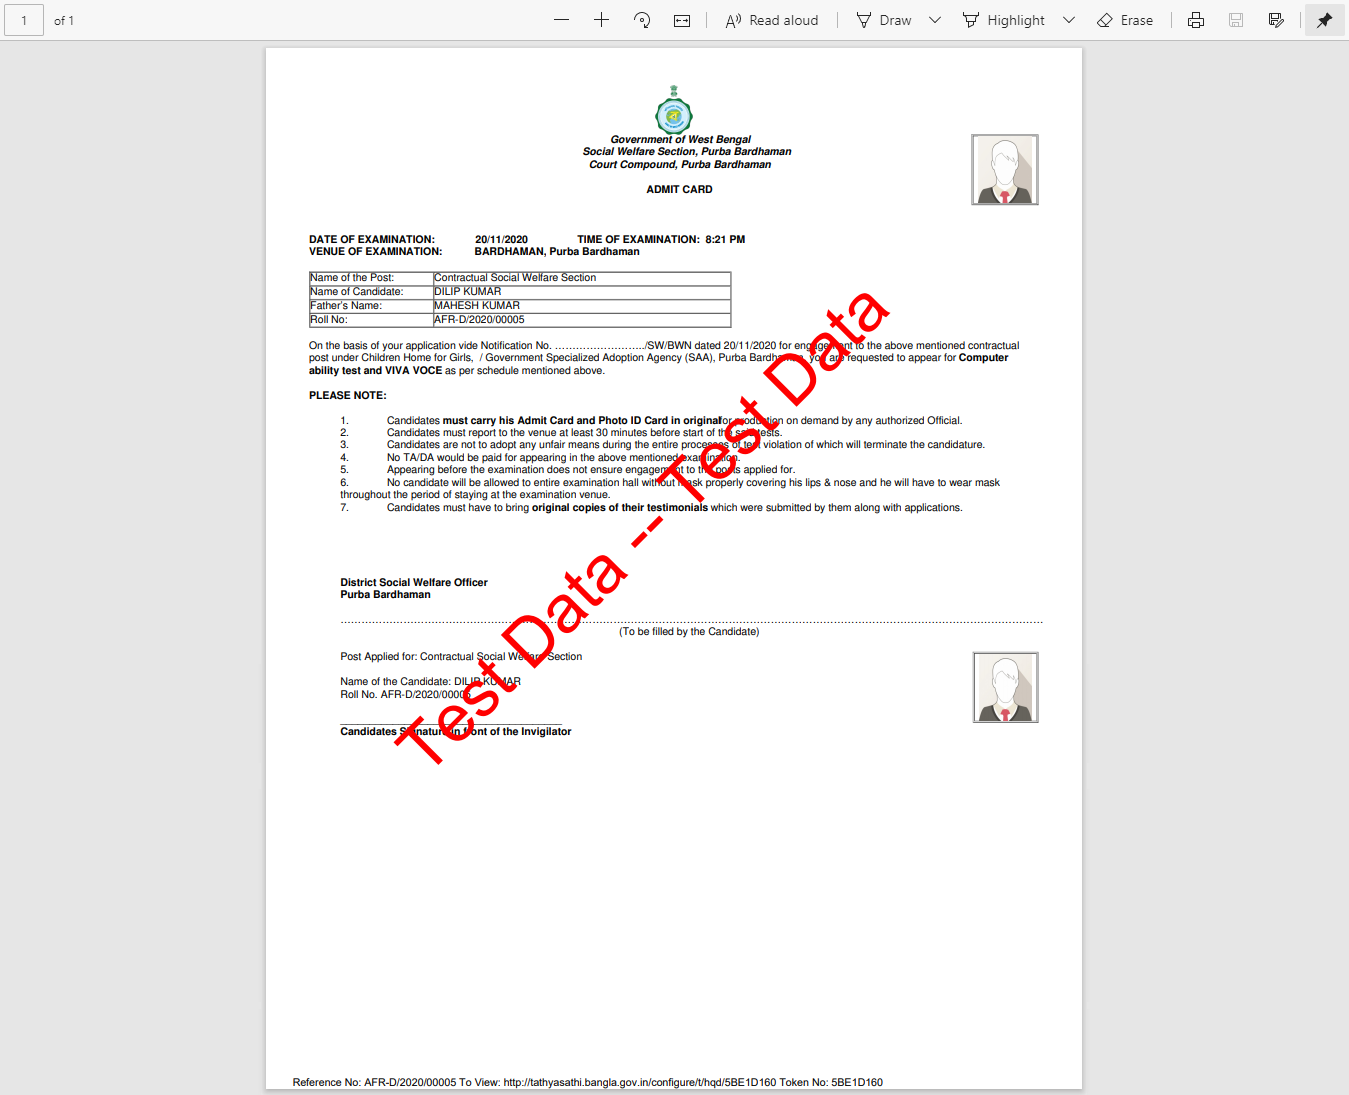 1 of 1 Read aloud Draw Highlight Erase
Government of West Bengal
Social Welfare Section, Purba Bardhaman
Court Compound, Purba Bardhaman
ADMIT CARD
DATE OF EXAMINATION: 20/11/2020 TIME OF EXAMINATION: 8:21 PM
VENUE OF EXAMINATION: BARDHAMAN, Purba Bardhaman
Name of the Post: Contractual Social Welfare Section
Name of Candidate: DILIP KUMAR
Father's Name: MAHESH KUMAR
Roll No: AFR-D/2020/00005
On the basis of your application vide Notification No. ........................../SW/BWN dated 20/11/2020 for engagement to the above mentioned contractual
post under Children Home for Girls, / Government Specialized Adoption Agency (SAA), Purba Bardhaman, you are requested to appear for Computer
ability test and VIVA VOCE as per schedule mentioned above.
PLEASE NOTE:
1. Candidates must carry his Admit Card and Photo ID Card in original for production on demand by any authorized Official.
2. Candidates must report to the venue at least 30 minutes before start of the said tests.
3. Candidates are not to adopt any unfair means during the entire processes of test violation of which will terminate the candidature.
4. No TA/DA would be paid for appearing in the above mentioned examination.
5. Appearing before the examination does not ensure engagement to the posts applied for.
6. No candidate will be allowed to entire examination hall without mask properly covering his lips & nose and he will have to wear mask
throughout the period of staying at the examination venue.
7. Candidates must have to bring original copies of their testimonials which were submitted by them along with applications.
Test Data -- Test Data
District Social Welfare Officer
Purba Bardhaman
(To be filled by the Candidate)
Post Applied for: Contractual Social Welfare Section
Name of the Candidate: DILIP KUMAR
Roll No. AFR-D/2020/00005
Candidates Signature in front of the Invigilator
Reference No: AFR-D/2020/00005 To View: http://tathyasathi.bangla.gov.in/configure/t/hqd/5BE1D160 Token No: 5BE1D160